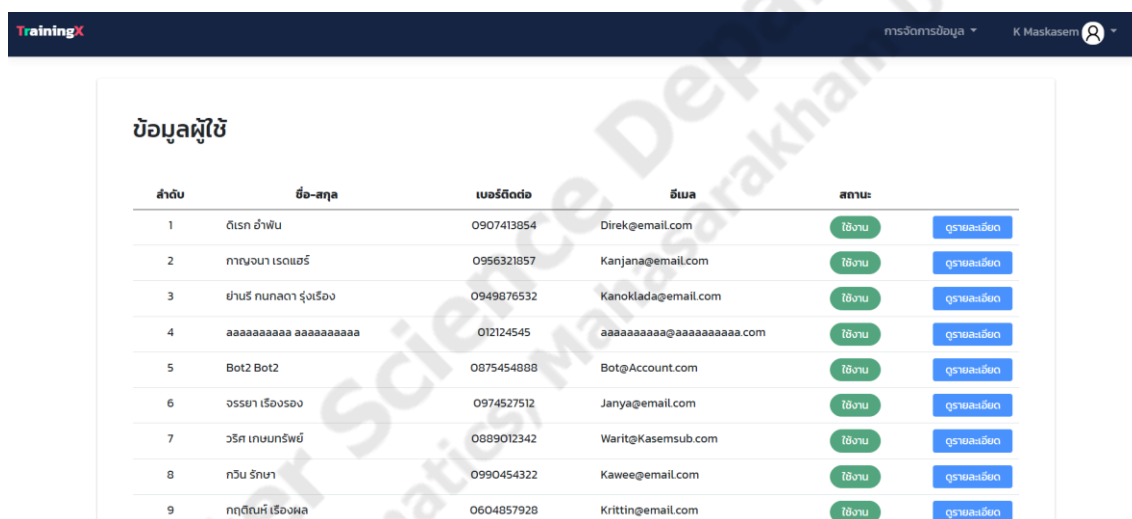 TrainingX การจัดการข้อมูล K Maskasem
ข้อมูลผู้ใช้
ลำดับ ชื่อ-สกุล เบอร์ติดต่อ อีเมล สถานะ
1 ดิเรก อำพัน 0907413854 Direk@email.com ใช้งาน ดูรายละเอียด
2 กาญจนา เรดแฮร์ 0956321857 Kanjana@email.com ใช้งาน ดูรายละเอียด
3 ย่านรี กนกลดา รุ่งเรือง 0949876532 Kanoklada@email.com ใช้งาน ดูรายละเอียด
4 aaaaaaaaaa aaaaaaaaaa 012124545 aaaaaaaaaa@aaaaaaaaaa.com ใช้งาน ดูรายละเอียด
5 Bot2 Bot2 0875454888 Bot@Account.com ใช้งาน ดูรายละเอียด
6 จรรยา เรืองรอง 0974527512 Janya@email.com ใช้งาน ดูรายละเอียด
7 วริศ เกษมทรัพย์ 0889012342 Warit@Kasemsub.com ใช้งาน ดูรายละเอียด
8 กวิน รักษา 0990454322 Kawee@email.com ใช้งาน ดูรายละเอียด
9 กฤติณห์ เรืองผล 0604857928 Krittin@email.com ใช้งาน ดูรายละเอียด